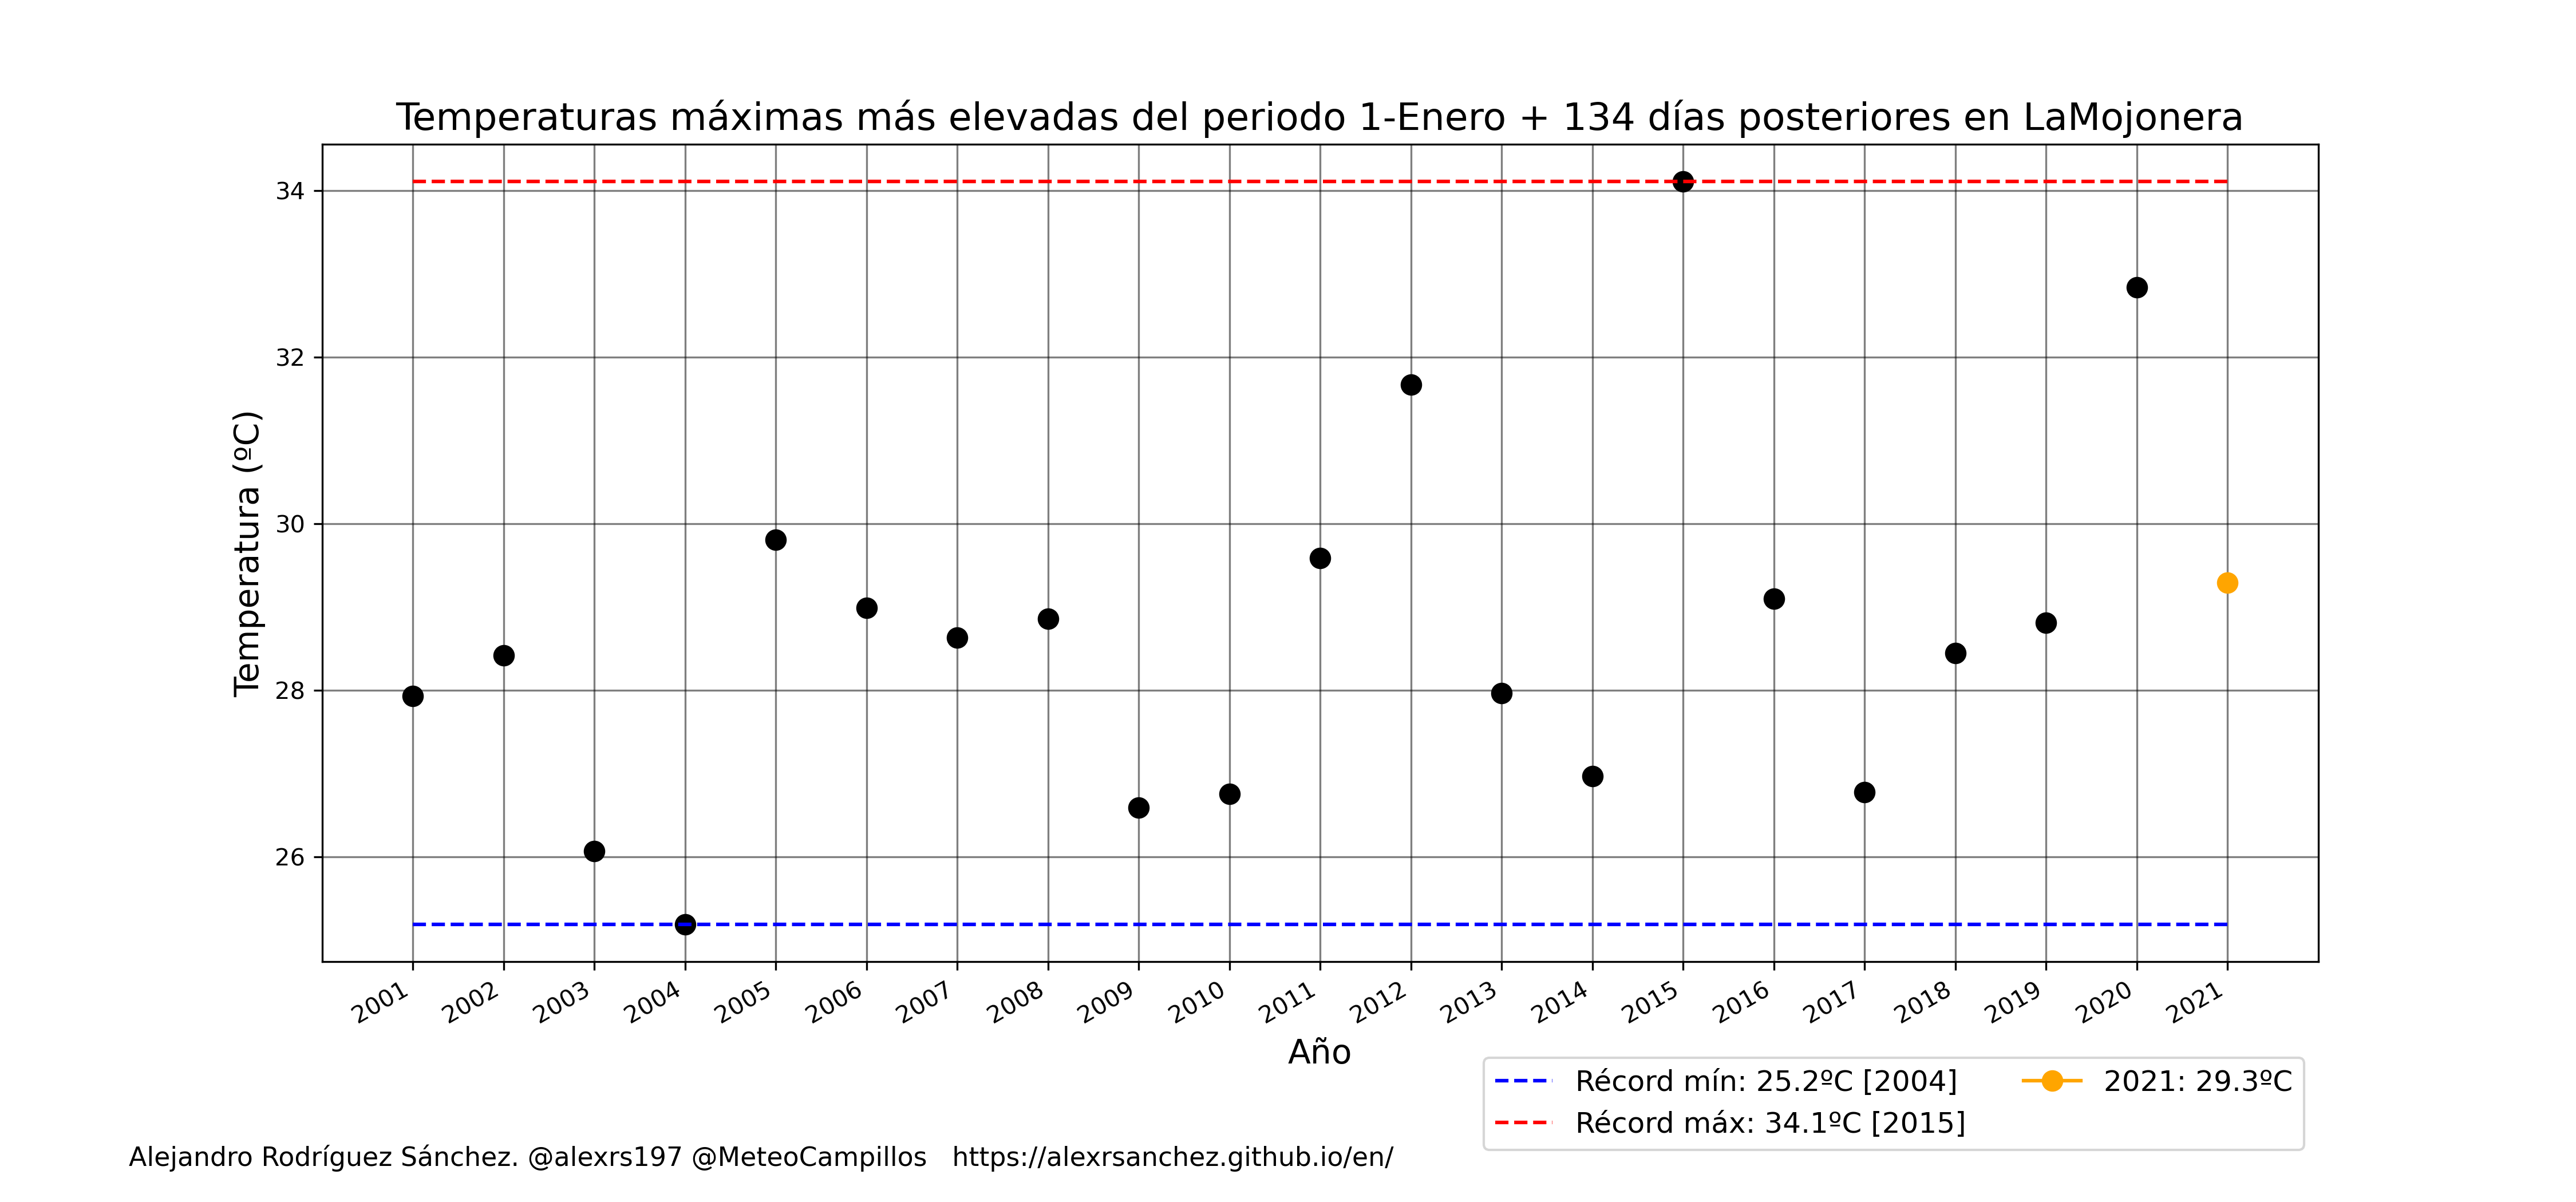 Temperaturas máximas más elevadas del periodo 1-Enero + 134 días posteriores en LaMojonera
Temperatura (ºC)
34
32
30
28
26
2001 2002 2003 2004 2005 2006 2007 2008 2009 2010 2011 2012 2013 2014 2015 2016 2017 2018 2019 2020 2021
Año
Récord mín: 25.2ºC [2004]
Récord máx: 34.1ºC [2015]
2021: 29.3ºC
Alejandro Rodríguez Sánchez. @alexrs197 @MeteoCampillos https://alexrsanchez.github.io/en/